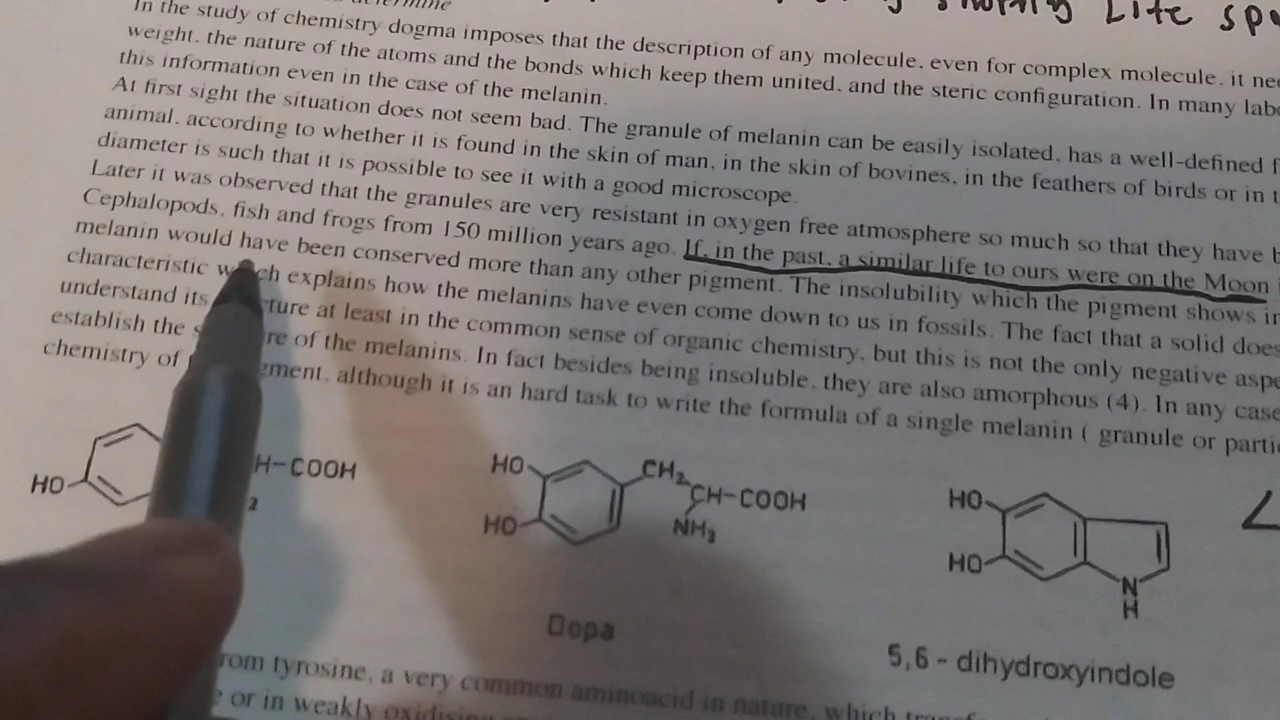 Life
In the study of chemistry dogma imposes that the description of any molecule, even for complex molecule, it
weight, the nature of the atoms and the bonds which keep them united, and the steric configuration. In many
this information even in the case of the melanin.
At first sight the situation does not seem bad. The granule of melanin can be easily isolated, has a well-defined
animal, according to whether it is found in the skin of man, in the skin of bovines, in the feathers of birds or in
diameter is such that it is possible to see it with a good microscope.
Later it was observed that the granules are very resistant in oxygen free atmosphere so much so that they have
Cephalopods, fish and frogs from 150 million years ago. If, in the past, a similar life to ours were on the Moon
melanin would have been conserved more than any other pigment. The insolubility which the pigment shows
characteristic explains how the melanins have even come down to us in fossils. The fact that a solid does
understand its at least in the common sense of organic chemistry, but this is not the only negative
establish the of the melanins. In fact besides being insoluble, they are also amorphous (4). In any case
chemistry of although it is an hard task to write the formula of a single melanin ( granule or
HO H-COOH
2
HO HO CH2 CH-COOH NH2
HO HO N H
Dopa
5,6 - dihydroxyindole
from tyrosine, a very common aminoacid in nature, which
or in weakly